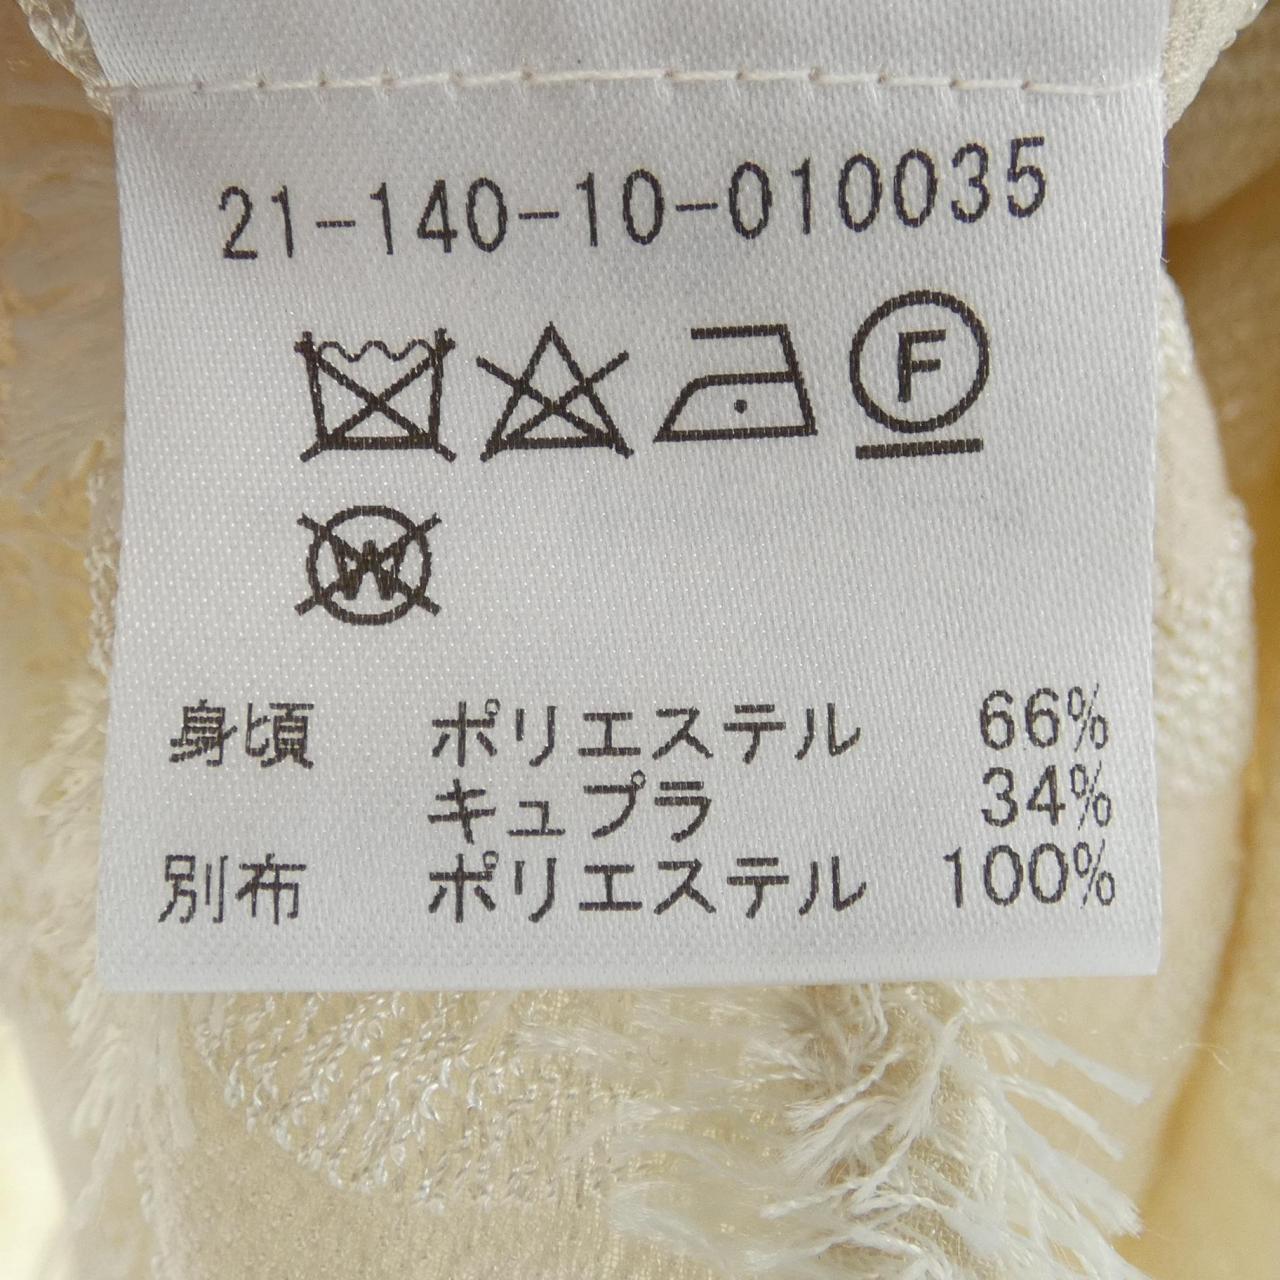 21-140-10-010035
F
W
身頃 ポリエステル 66%
キュプラ 34%
別布 ポリエステル 100%